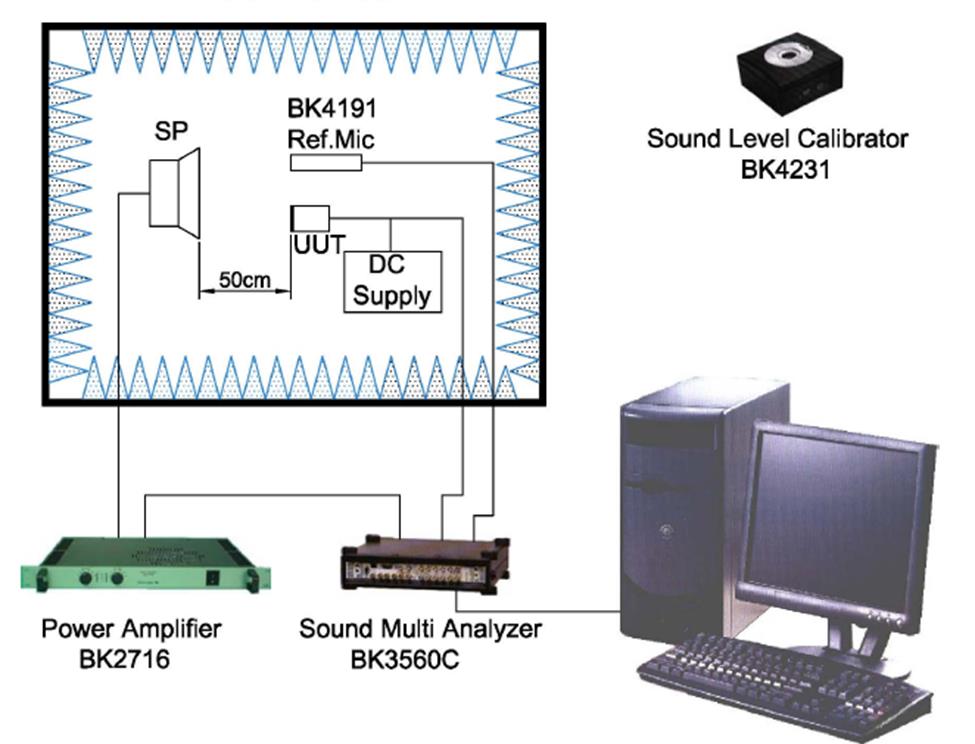 SP
BK4191
Ref.Mic
UUT
50cm
DC
Supply
Sound Level Calibrator
BK4231
Power Amplifier
BK2716
Sound Multi Analyzer
BK3560C